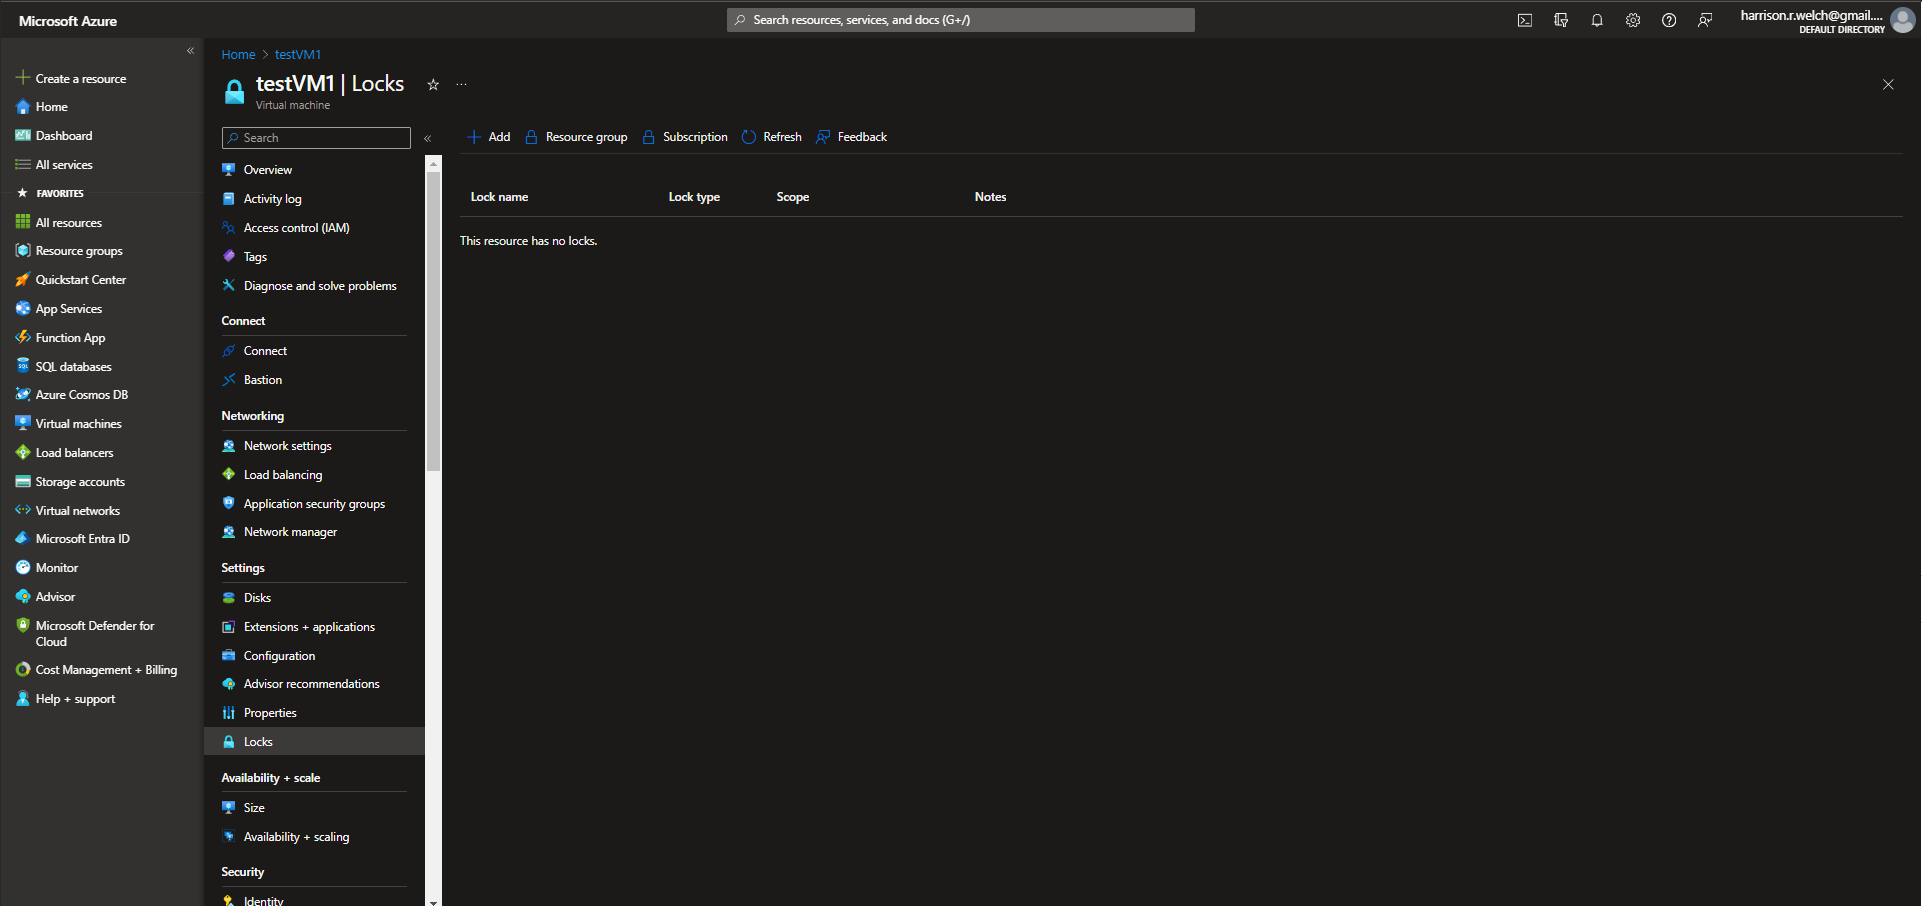 Microsoft Azure
Search resources, services, and docs (G+/)
harrison.r.welch@gmail....
DEFAULT DIRECTORY
Create a resource
Home
Dashboard
All services
FAVORITES
All resources
Resource groups
Quickstart Center
App Services
Function App
SQL databases
Azure Cosmos DB
Virtual machines
Load balancers
Storage accounts
Virtual networks
Microsoft Entra ID
Monitor
Advisor
Microsoft Defender for
Cloud
Cost Management + Billing
Help + support
Home > testVM1
testVM1 | Locks
Virtual machine
Search
Overview
Activity log
Access control (IAM)
Tags
Diagnose and solve problems
Connect
Connect
Bastion
Networking
Network settings
Load balancing
Application security groups
Network manager
Settings
Disks
Extensions + applications
Configuration
Advisor recommendations
Properties
Locks
Availability + scale
Size
Availability + scaling
Security
Identity
Add Resource group Subscription Refresh Feedback
Lock name Lock type Scope Notes
This resource has no locks.